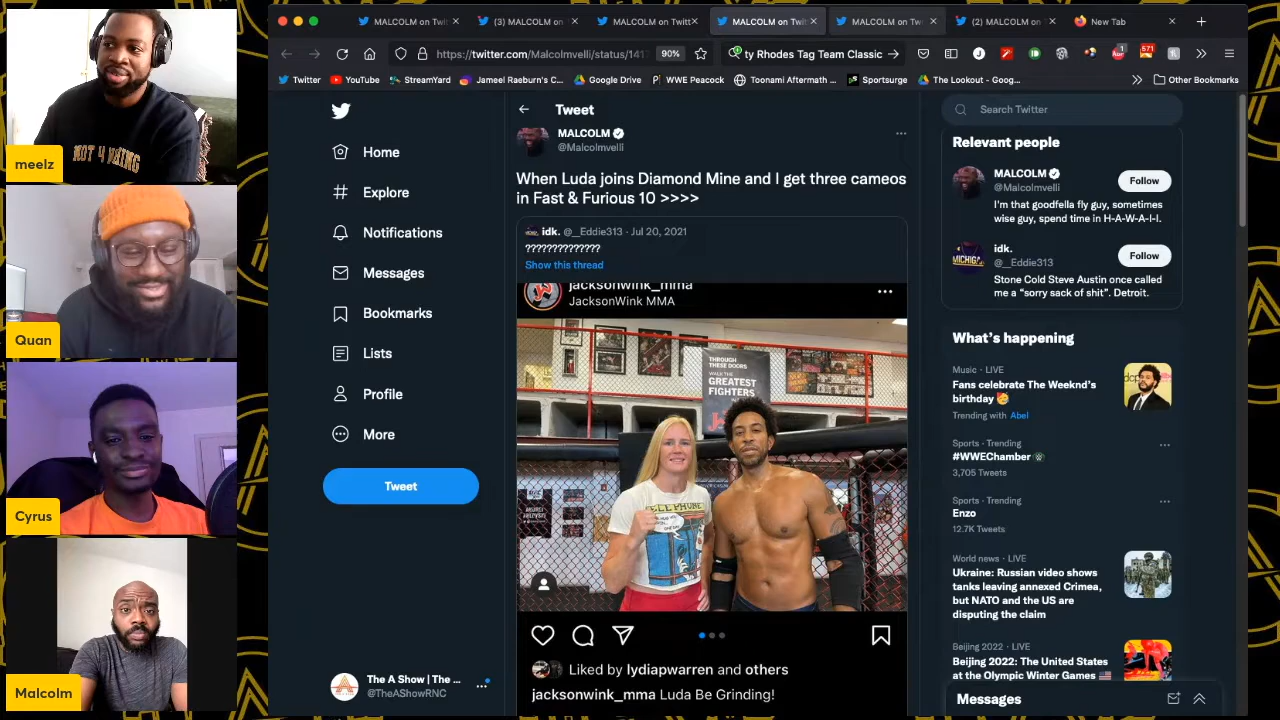 NOT 4
meelz
Quan
Cyrus
Malcolm
MALCOLM on Twit
(3) MALCOLM on
MALCOLM on Twitt
MALCOLM on Twi
MALCOLM on Tw
(2) MALCOLM on
New Tab
https://twitter.com/Malcolmvelli/status/141
90%
ty Rhodes Tag
Classic
1
571
Twitter
YouTube
StreamYard
Jameel Raeburn's C...
Google Drive
WWE Peacock
Toonami Aftermath ...
Sportsurge
The Lookout - Goog...
Other Bookmarks
Home
Explore
Notifications
Messages
Bookmarks
Lists
Profile
More
Tweet
The A Show | The ...
@TheAShowRNC
Tweet
MALCOLM
@Malcolmvelli
When Luda joins Diamond Mine and I get three cameos
in Fast & Furious 10 >>>>
idk. @__Eddie313 · Jul 20, 2021
??????????????
Show this thread
jacksonwink_mma
JacksonWink MMA
THROUGH
THESE DOORS
WALK THE
GREATEST
FIGHTERS
Liked by lydiapwarren and others
jacksonwink_mma Luda Be Grinding!
Search Twitter
Relevant people
MALCOLM
@Malcolmvelli
Follow
I'm that goodfella fly guy, sometimes
wise guy, spend time in H-A-W-A-I-I.
MICHIG
idk.
@__Eddie313
Follow
Stone Cold Steve Austin once called
me a "sorry sack of shit". Detroit.
What's happening
Music · LIVE
Fans celebrate The Weeknd's
birthday
Trending with Abel
Sports · Trending
#WWEChamber
3,705 Tweets
Sports · Trending
Enzo
12.7K Tweets
World news · LIVE
Ukraine: Russian video shows
tanks leaving annexed Crimea,
but NATO and the US are
disputing the claim
Beijing 2022 · LIVE
Beijing 2022: The United States
at the Olympic Winter Games
Messages